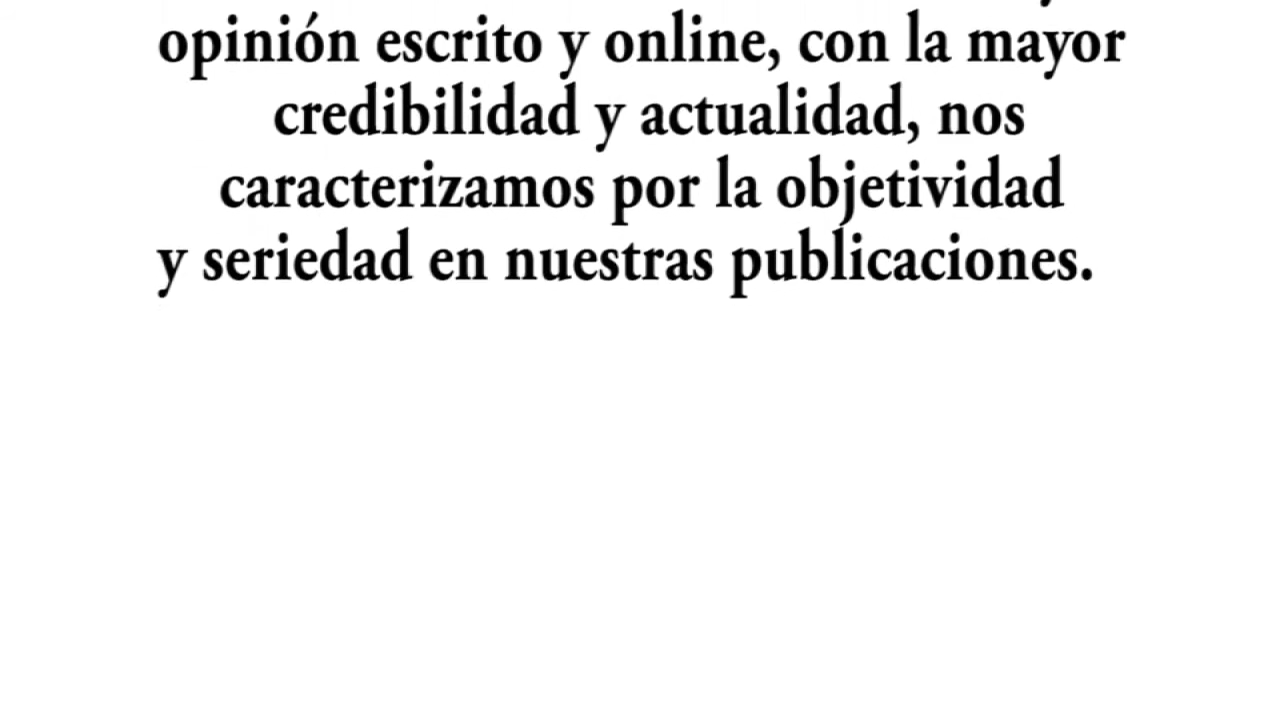 opinión escrito y online, con la mayor
credibilidad y actualidad, nos
caracterizamos por la objetividad
y seriedad en nuestras publicaciones.